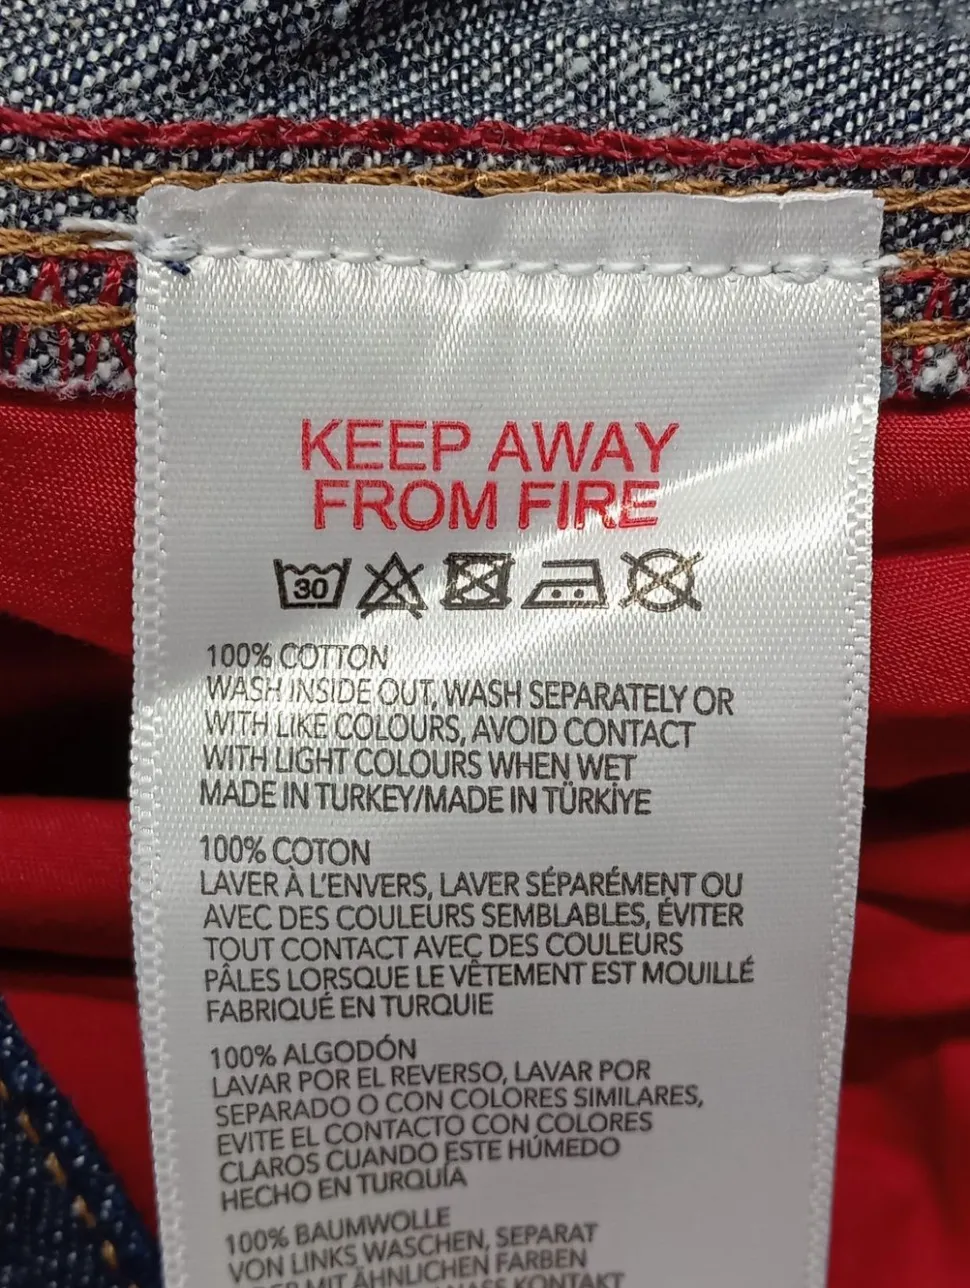 KEEP AWAY
FROM FIRE
30
100% COTTON
WASH INSIDE OUT, WASH SEPARATELY OR
WITH LIKE COLOURS, AVOID CONTACT
WITH LIGHT COLOURS WHEN WET
MADE IN TURKEY/MADE IN TÜRKİYE
100% COTON
LAVER À L'ENVERS, LAVER SÉPARÉMENT OU
AVEC DES COULEURS SEMBLABLES, ÉVITER
TOUT CONTACT AVEC DES COULEURS
PÂLES LORSQUE LE VÊTEMENT EST MOUILLÉ
FABRIQUÉ EN TURQUIE
100% ALGODÓN
LAVAR POR EL REVERSO, LAVAR POR
SEPARADO O CON COLORES SIMILARES,
EVITE EL CONTACTO CON COLORES
CLAROS CUANDO ESTE HÚMEDO
HECHO EN TURQUÍA
100% BAUMWOLLE
VON LINKS WASCHEN, SEPARAT
MIT ÄHNLICHEN FARBEN
KONTAKT